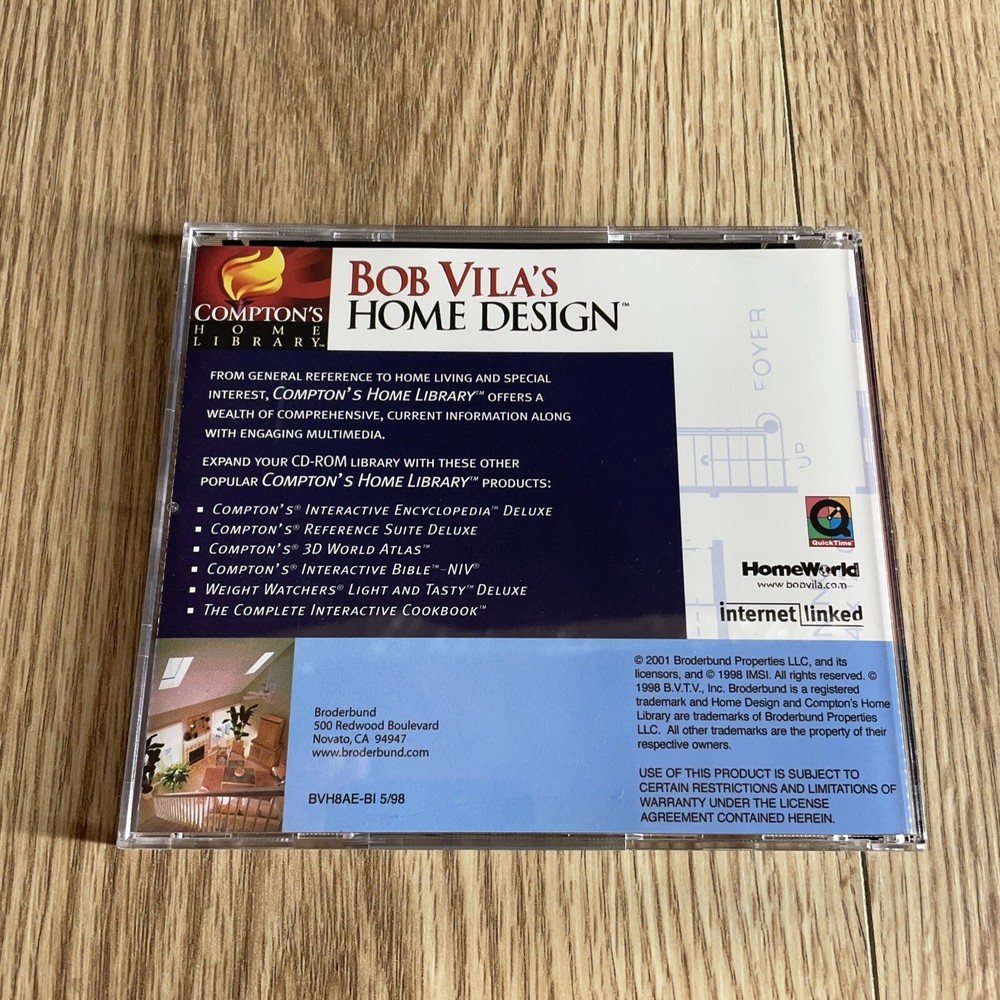 COMPTON'S
HOME
LIBRARY™
BOB VILA'S
HOME DESIGN™
FROM GENERAL REFERENCE TO HOME LIVING AND SPECIAL
INTEREST, COMPTON'S HOME LIBRARY™ OFFERS A
WEALTH OF COMPREHENSIVE, CURRENT INFORMATION ALONG
WITH ENGAGING MULTIMEDIA.
EXPAND YOUR CD-ROM LIBRARY WITH THESE OTHER
POPULAR COMPTON'S HOME LIBRARY™ PRODUCTS:
▪ COMPTON'S® INTERACTIVE ENCYCLOPEDIA™ DELUXE
▪ COMPTON'S® REFERENCE SUITE DELUXE
▪ COMPTON'S® 3D WORLD ATLAS™
▪ COMPTON'S® INTERACTIVE BIBLE™-NIV®
▪ WEIGHT WATCHERS® LIGHT AND TASTY™ DELUXE
▪ THE COMPLETE INTERACTIVE COOKBOOK™
FOYER
UD
QuickTime™
HomeWorld
www.bobvila.com
internet linked
Broderbund
500 Redwood Boulevard
Novato, CA 94947
www.broderbund.com
BVH8AE-BI 5/98
© 2001 Broderbund Properties LLC, and its
licensors, and © 1998 IMSI. All rights reserved. ©
1998 B.V.T.V., Inc. Broderbund is a registered
trademark and Home Design and Compton's Home
Library are trademarks of Broderbund Properties
LLC. All other trademarks are the property of their
respective owners.
USE OF THIS PRODUCT IS SUBJECT TO
CERTAIN RESTRICTIONS AND LIMITATIONS OF
WARRANTY UNDER THE LICENSE
AGREEMENT CONTAINED HEREIN.